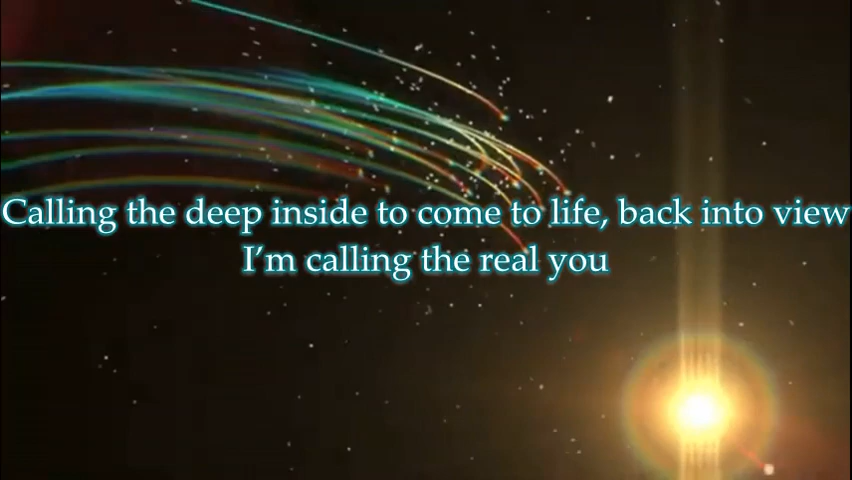 Calling the deep inside to come to life, back into view
I’m calling the real you